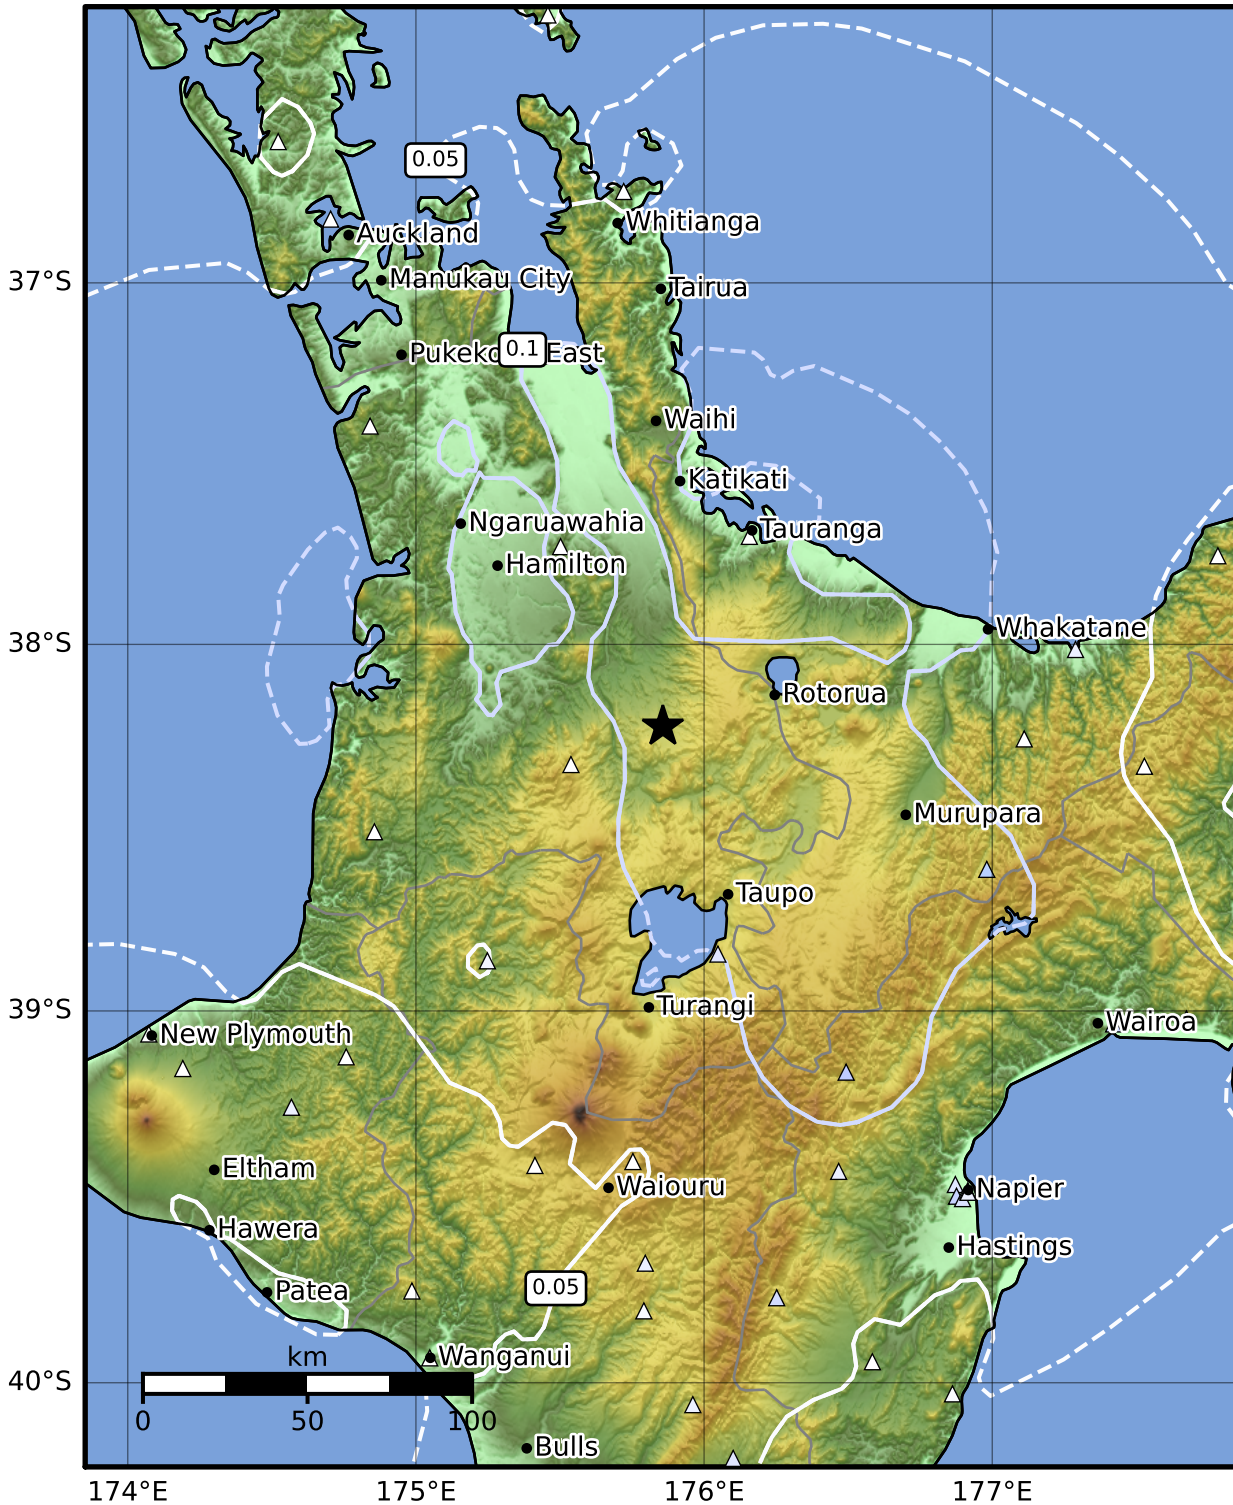 0.05
Whitianga
Auckland
Manukau City
37°S
Tairua
Pukeko
0.1
East
Waihi
Katikati
Ngaruawahia
Tauranga
Hamilton
38°S
Whakatane
Rotorua
Murupara
Taupo
39°S
Turangi
Wairoa
New Plymouth
Eltham
Waiouru
Napier
Hawera
Hastings
Patea
0.05
km
Wanganui
40°S
0
50
100
Bulls
174°E
175°E
176°E
177°E